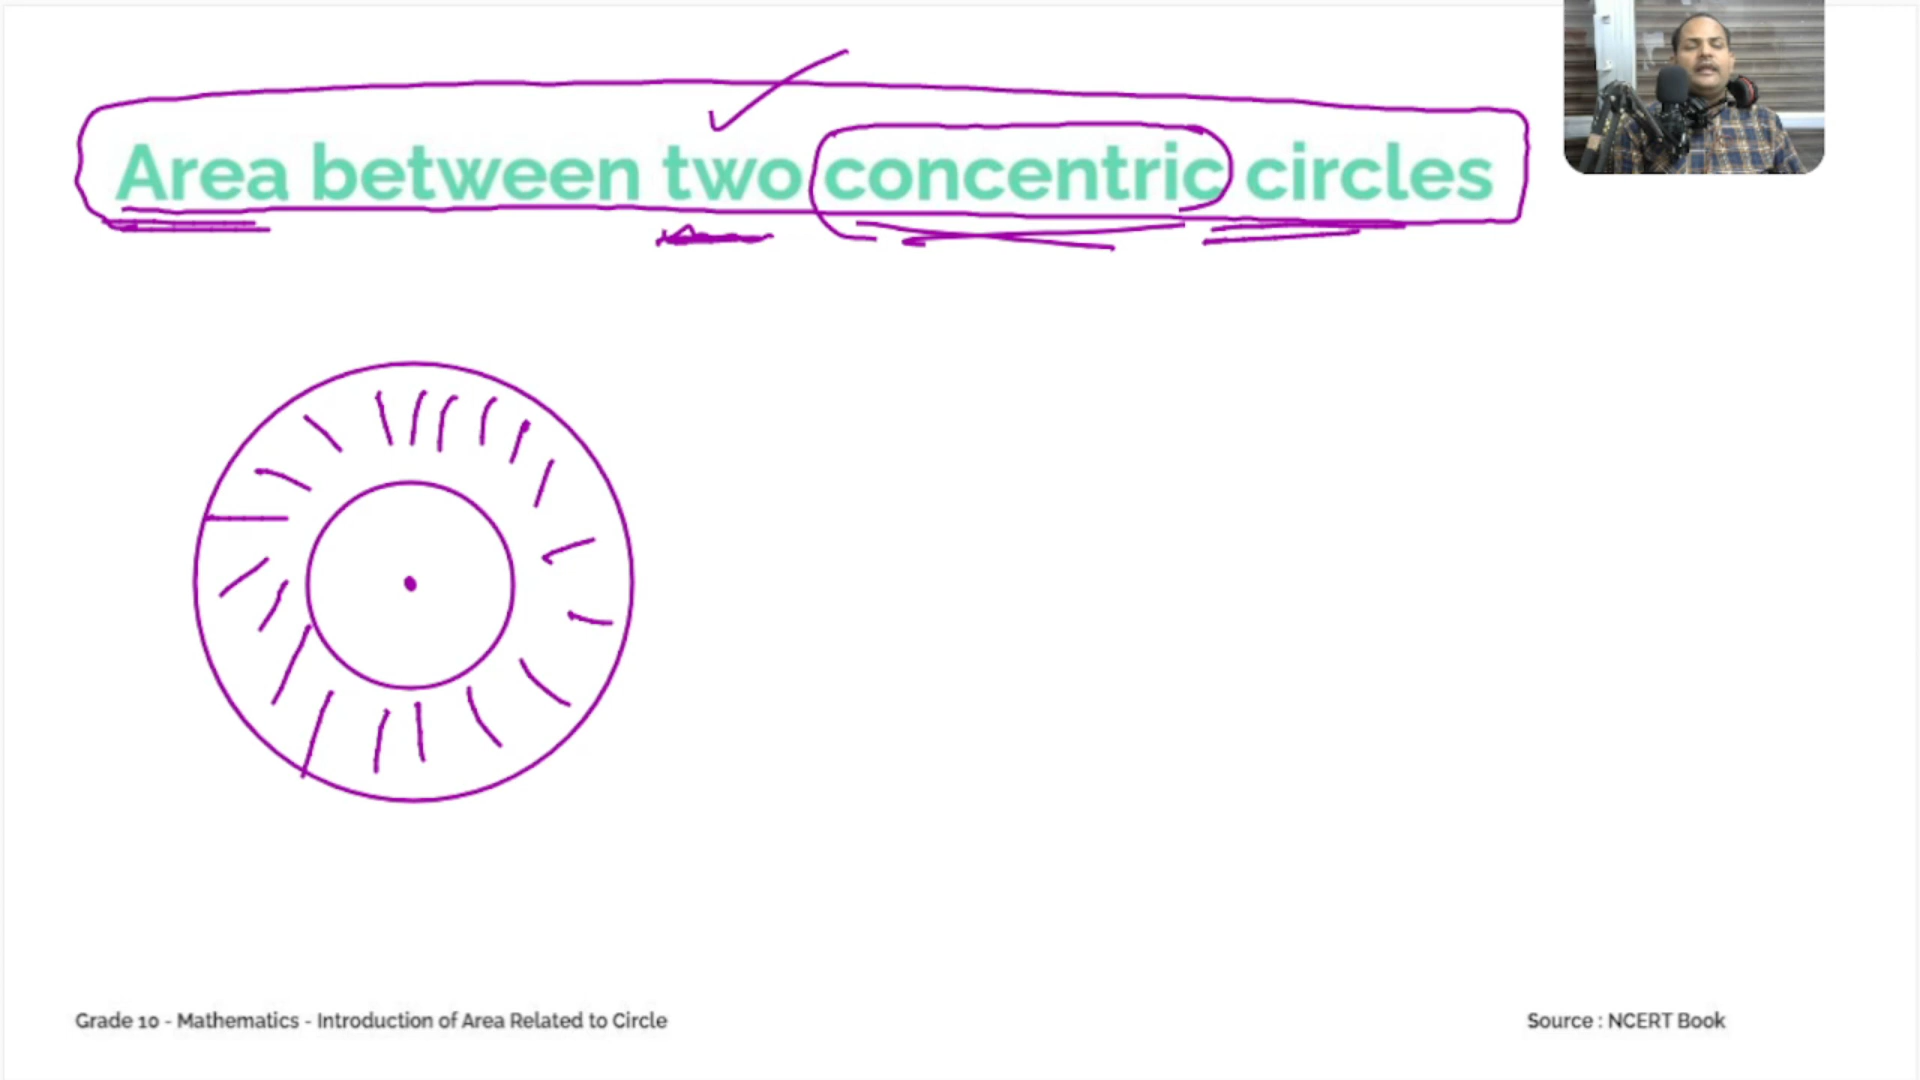 Area between two concentric circles
Grade 10 - Mathematics - Introduction of Area Related to Circle
Source : NCERT Book